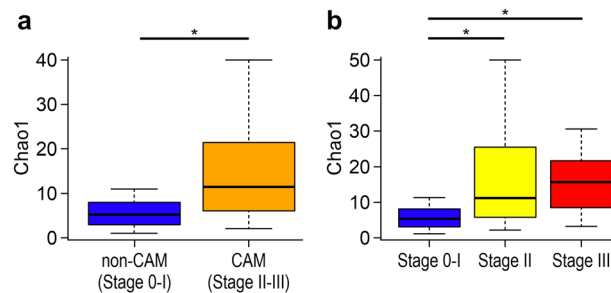 a
*
40
30
20
10
0
Chao1
non-CAM
(Stage 0-I)
CAM
(Stage II-III)
b
*
*
50
40
30
20
10
0
Chao1
Stage 0-I
Stage II
Stage III